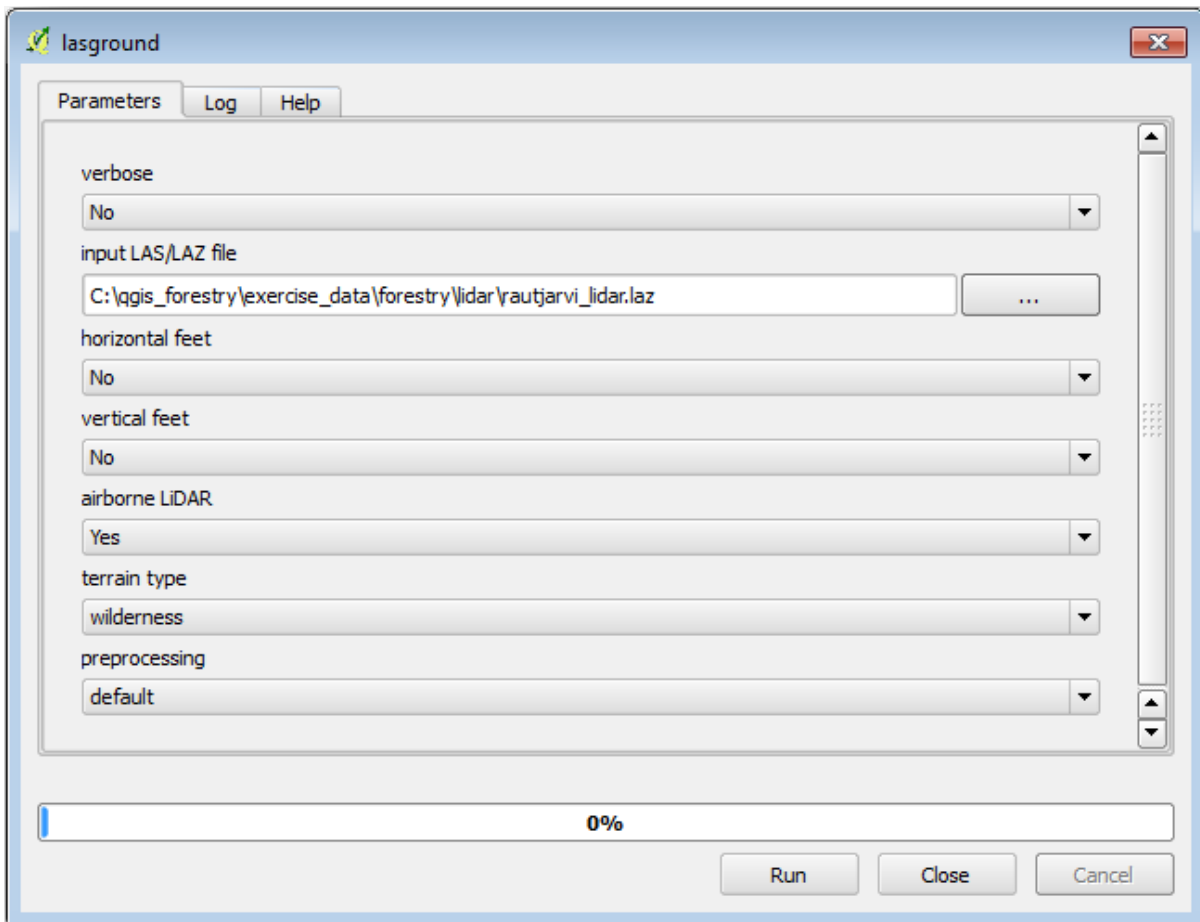 lasground
Parameters Log Help
verbose
No
input LAS/LAZ file
C:\qgis_forestry\exercise_data\forestry\lidar\rautjarvi_lidar.laz ...
horizontal feet
No
vertical feet
No
airborne LiDAR
Yes
terrain type
wilderness
preprocessing
default
0%
Run Close Cancel